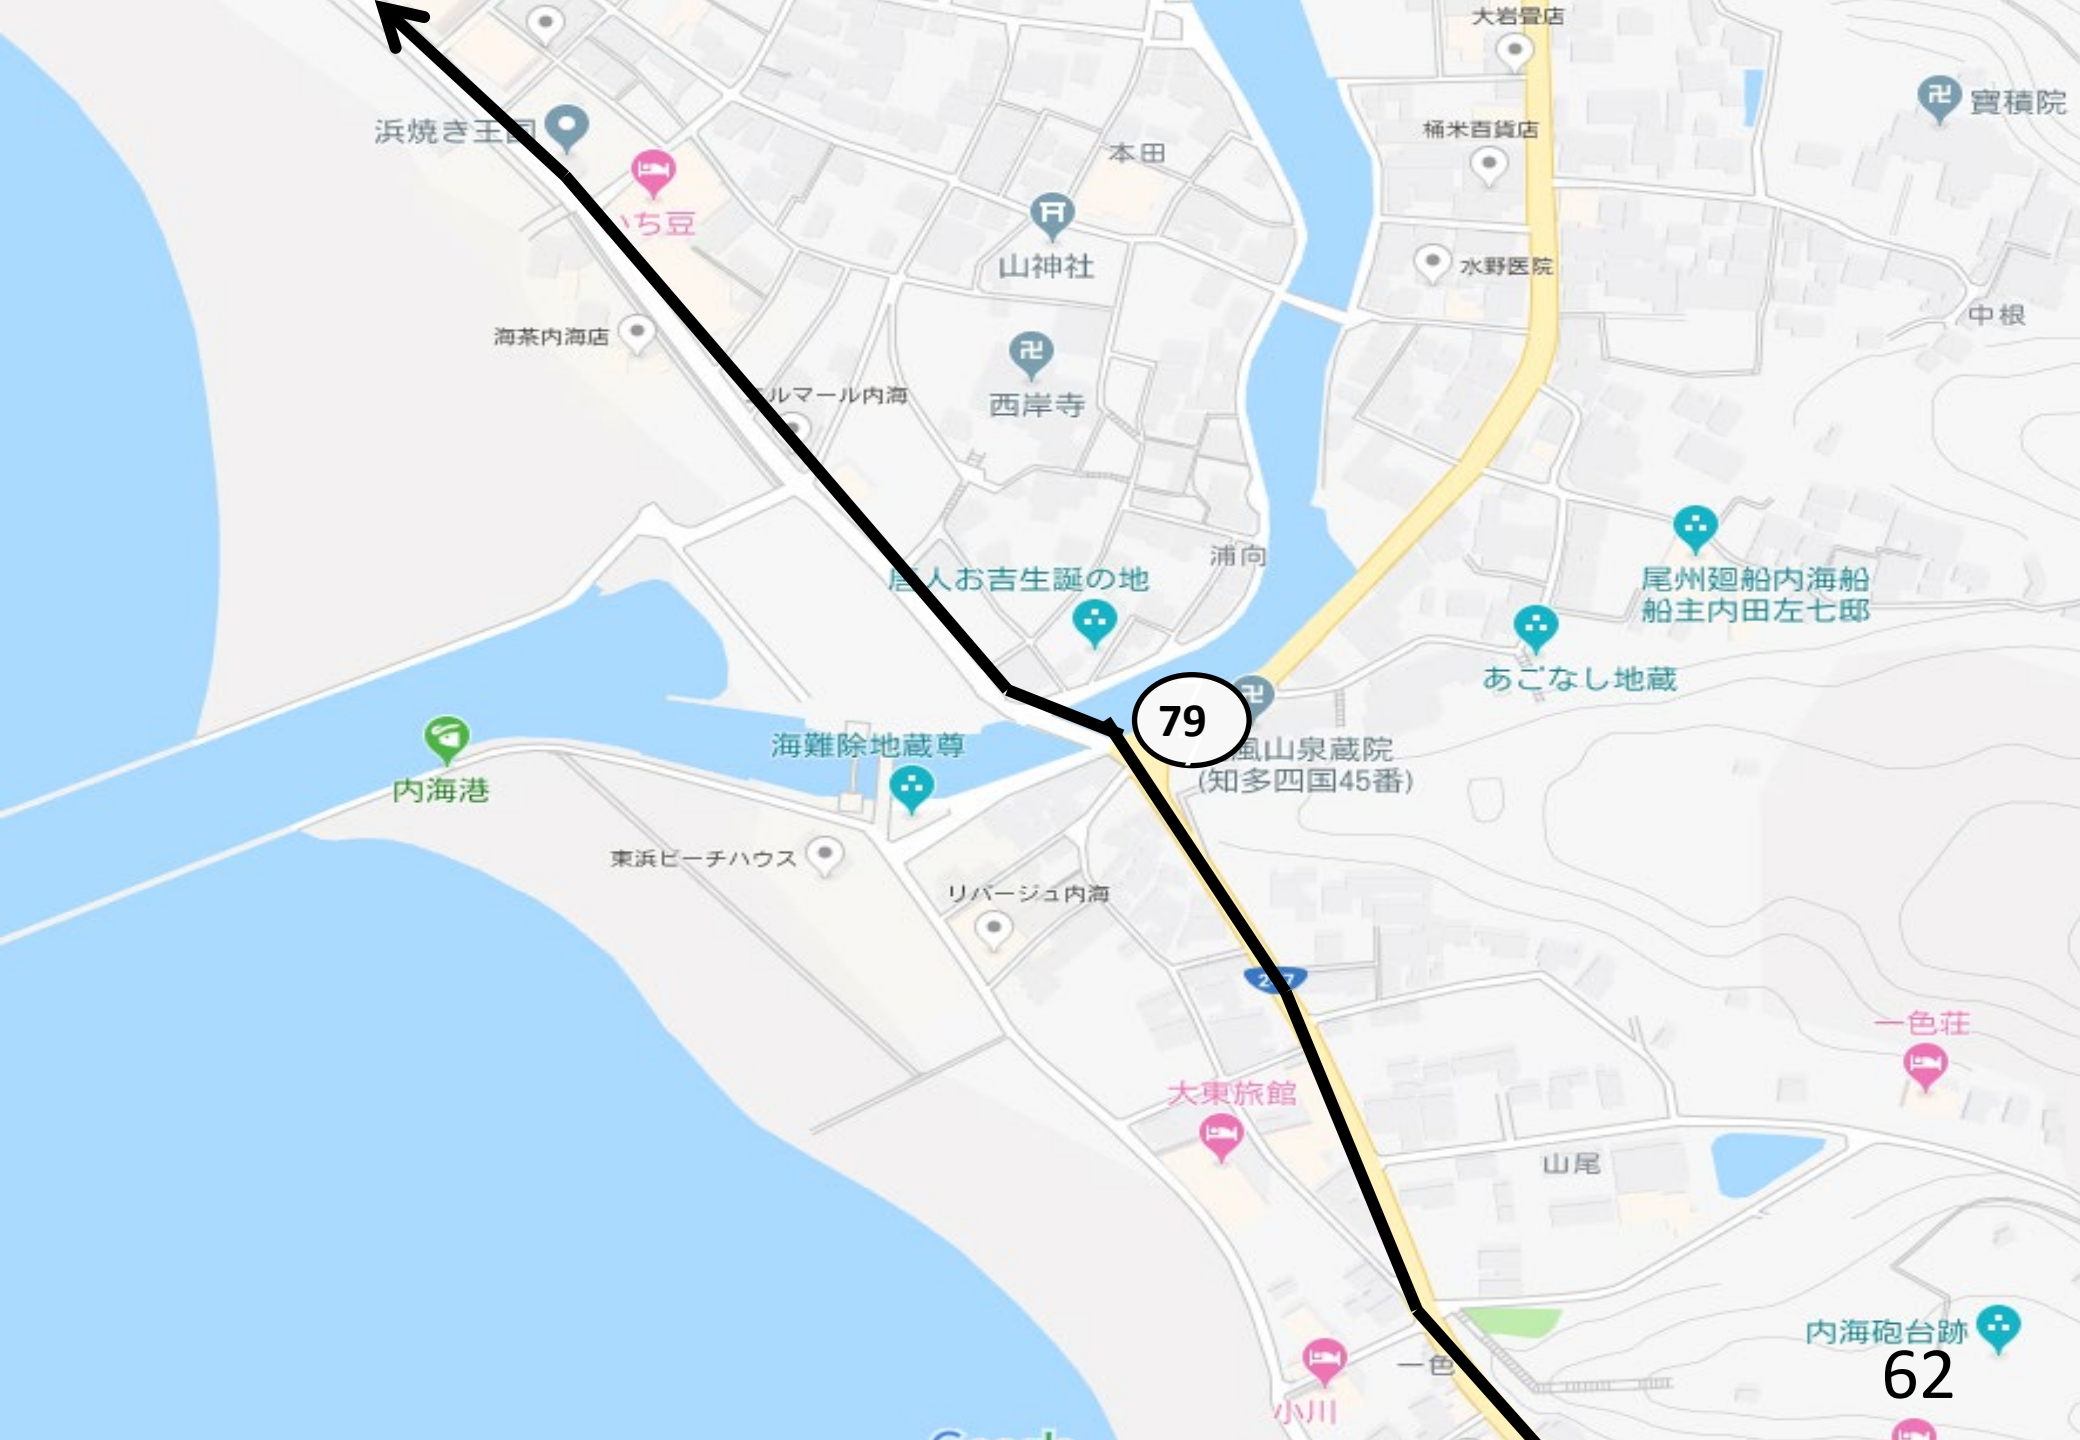 大岩畳店
寶積院
浜焼き王国
桶米百貨店
本田
いち豆
山神社
水野医院
中根
海茶内海店
ルマール内海
西岸寺
浦向
唐人お吉生誕の地
尾州廻船内海船
船主内田左七邸
あごなし地蔵
79
海難除地蔵尊
風山泉蔵院
(知多四国45番)
内海港
東浜ビーチハウス
リバージュ内海
一色荘
大東旅館
山尾
内海砲台跡
一色
62
小川